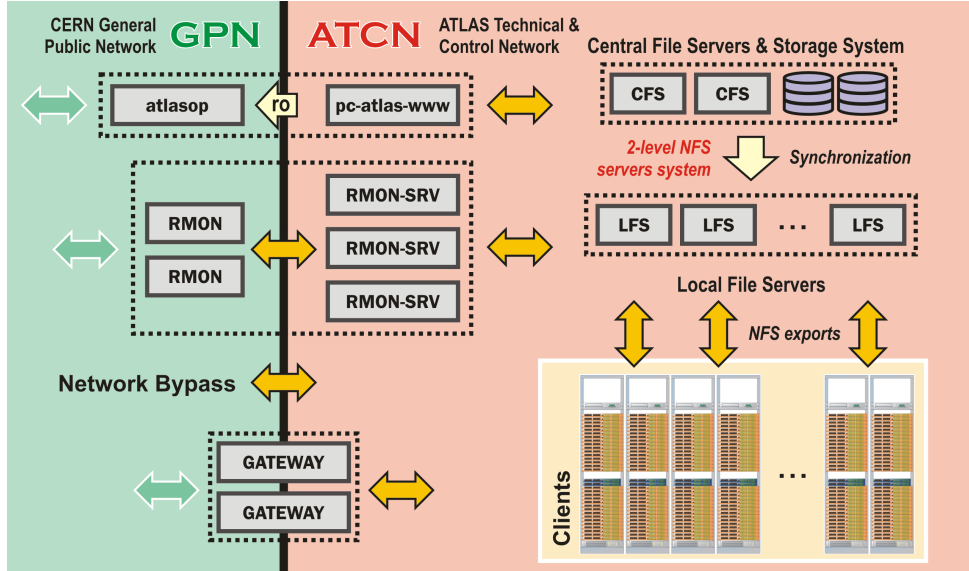 CERN General
Public Network
GPN
ATCN
ATLAS Technical &
Control Network
Central File Servers & Storage System
atlasop
ro
pc-atlas-www
CFS
CFS
2-level NFS
servers system
Synchronization
RMON
RMON
RMON-SRV
RMON-SRV
RMON-SRV
LFS
LFS
...
LFS
Local File Servers
NFS exports
Network Bypass
GATEWAY
GATEWAY
Clients
...